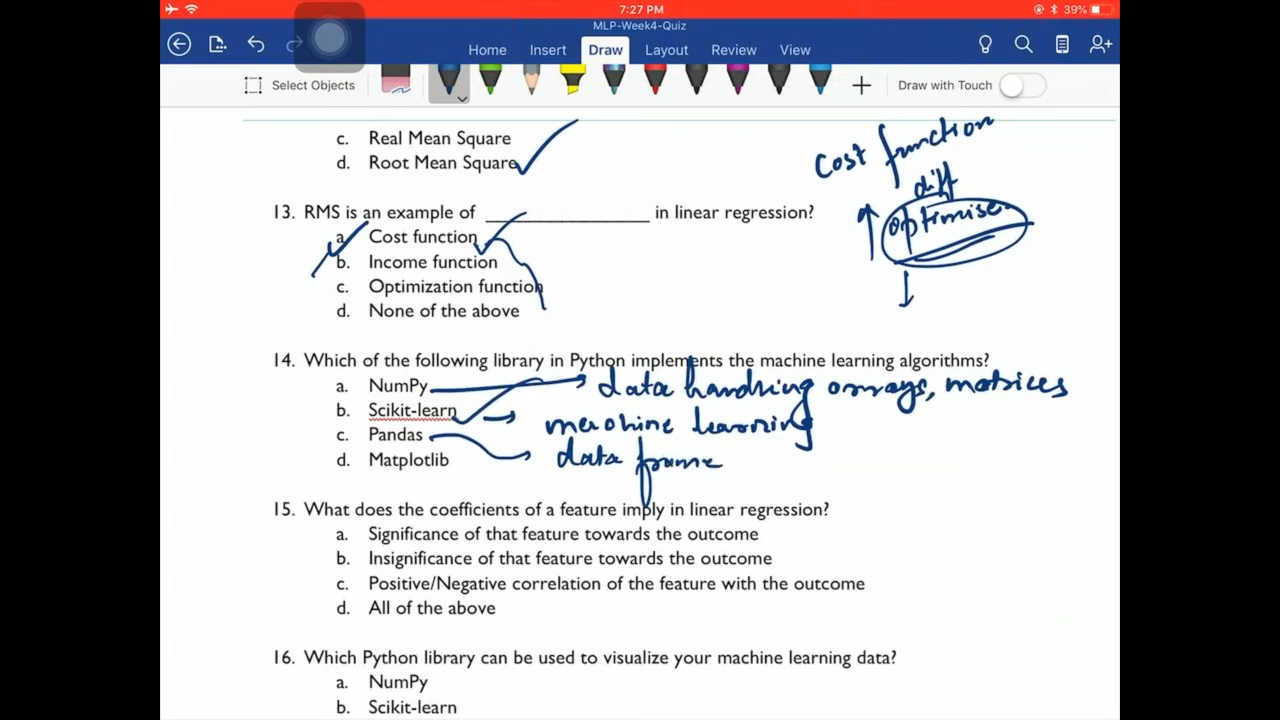 7:27 PM
39%
MLP-Week4-Quiz
Home Insert Draw Layout Review View
Select Objects
Draw with Touch
c. Real Mean Square
d. Root Mean Square
Cost function
diff
optimise
13. RMS is an example of ____________________ in linear regression?
a. Cost function
b. Income function
c. Optimization function
d. None of the above
14. Which of the following library in Python implements the machine learning algorithms?
a. NumPy data handling arrays, matrices
b. Scikit-learn machine learning
c. Pandas data frame
d. Matplotlib
15. What does the coefficients of a feature imply in linear regression?
a. Significance of that feature towards the outcome
b. Insignificance of that feature towards the outcome
c. Positive/Negative correlation of the feature with the outcome
d. All of the above
16. Which Python library can be used to visualize your machine learning data?
a. NumPy
b. Scikit-learn